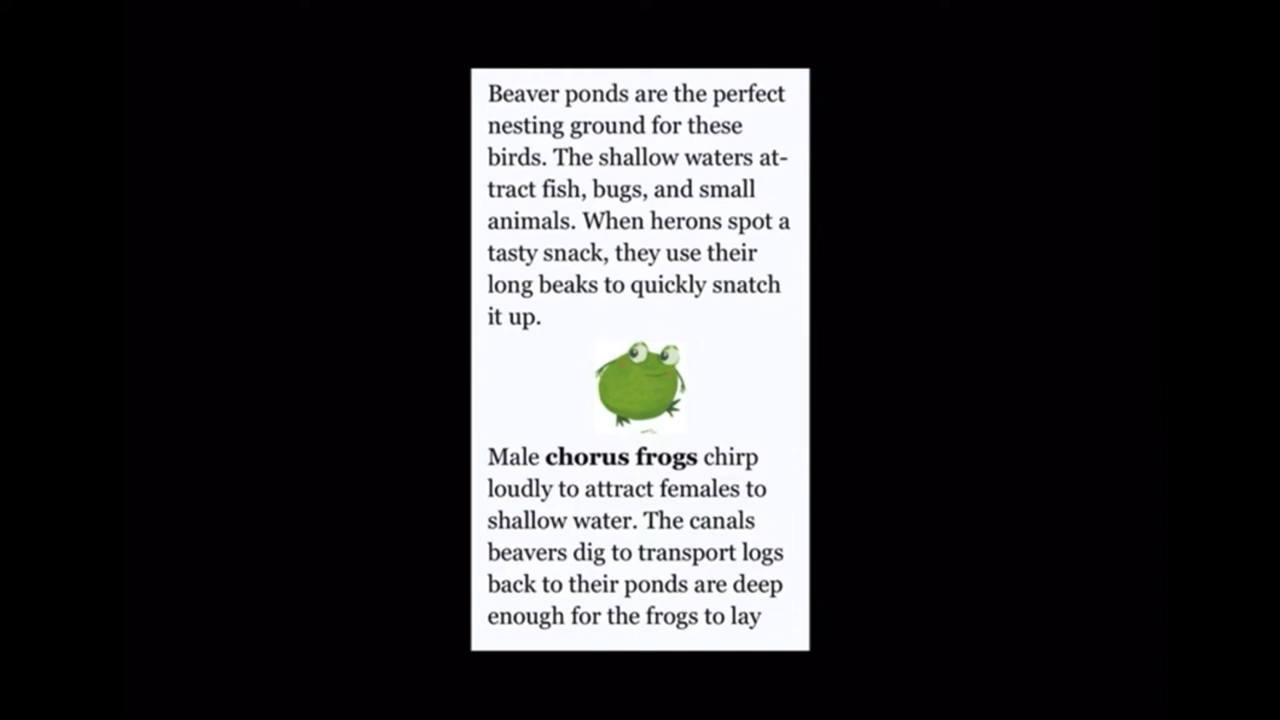 Beaver ponds are the perfect
nesting ground for these
birds. The shallow waters at-
tract fish, bugs, and small
animals. When herons spot a
tasty snack, they use their
long beaks to quickly snatch
it up.
Male chorus frogs chirp
loudly to attract females to
shallow water. The canals
beavers dig to transport logs
back to their ponds are deep
enough for the frogs to lay